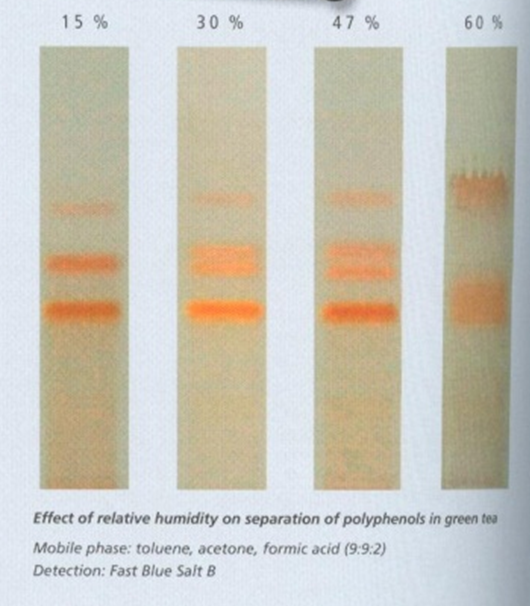 15 % 30 % 47 % 60 %
Effect of relative humidity on separation of polyphenols in green tea
Mobile phase: toluene, acetone, formic acid (9:9:2)
Detection: Fast Blue Salt B